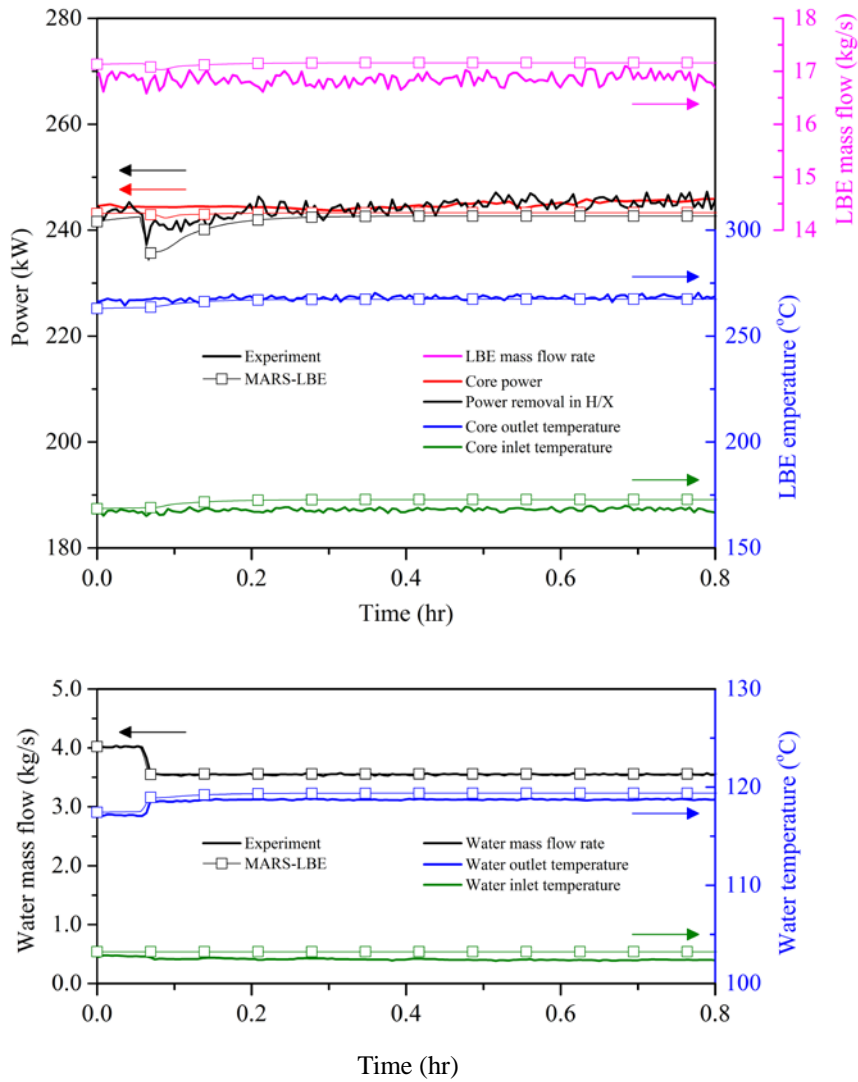 280
270
260
250
240
230
220
210
200
190
180
Power (kW)
0.0
0.2
0.4
0.6
0.8
Time (hr)
18
17
16
15
14
LBE mass flow (kg/s)
300
250
200
150
LBE emperature (°C)
Experiment
MARS-LBE
LBE mass flow rate
Core power
Power removal in H/X
Core outlet temperature
Core inlet temperature
5.0
4.0
3.0
2.0
1.0
0.0
Water mass flow (kg/s)
0.0
0.2
0.4
0.6
0.8
130
120
110
100
Water temperature (°C)
Experiment
MARS-LBE
Water mass flow rate
Water outlet temperature
Water inlet temperature
Time (hr)